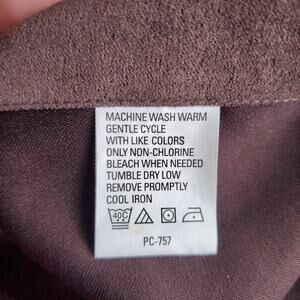 MACHINE WASH WARM
GENTLE CYCLE
WITH LIKE COLORS
ONLY NON-CHLORINE
BLEACH WHEN NEEDED
TUMBLE DRY LOW
REMOVE PROMPTLY
COOL IRON
40C
PC-757